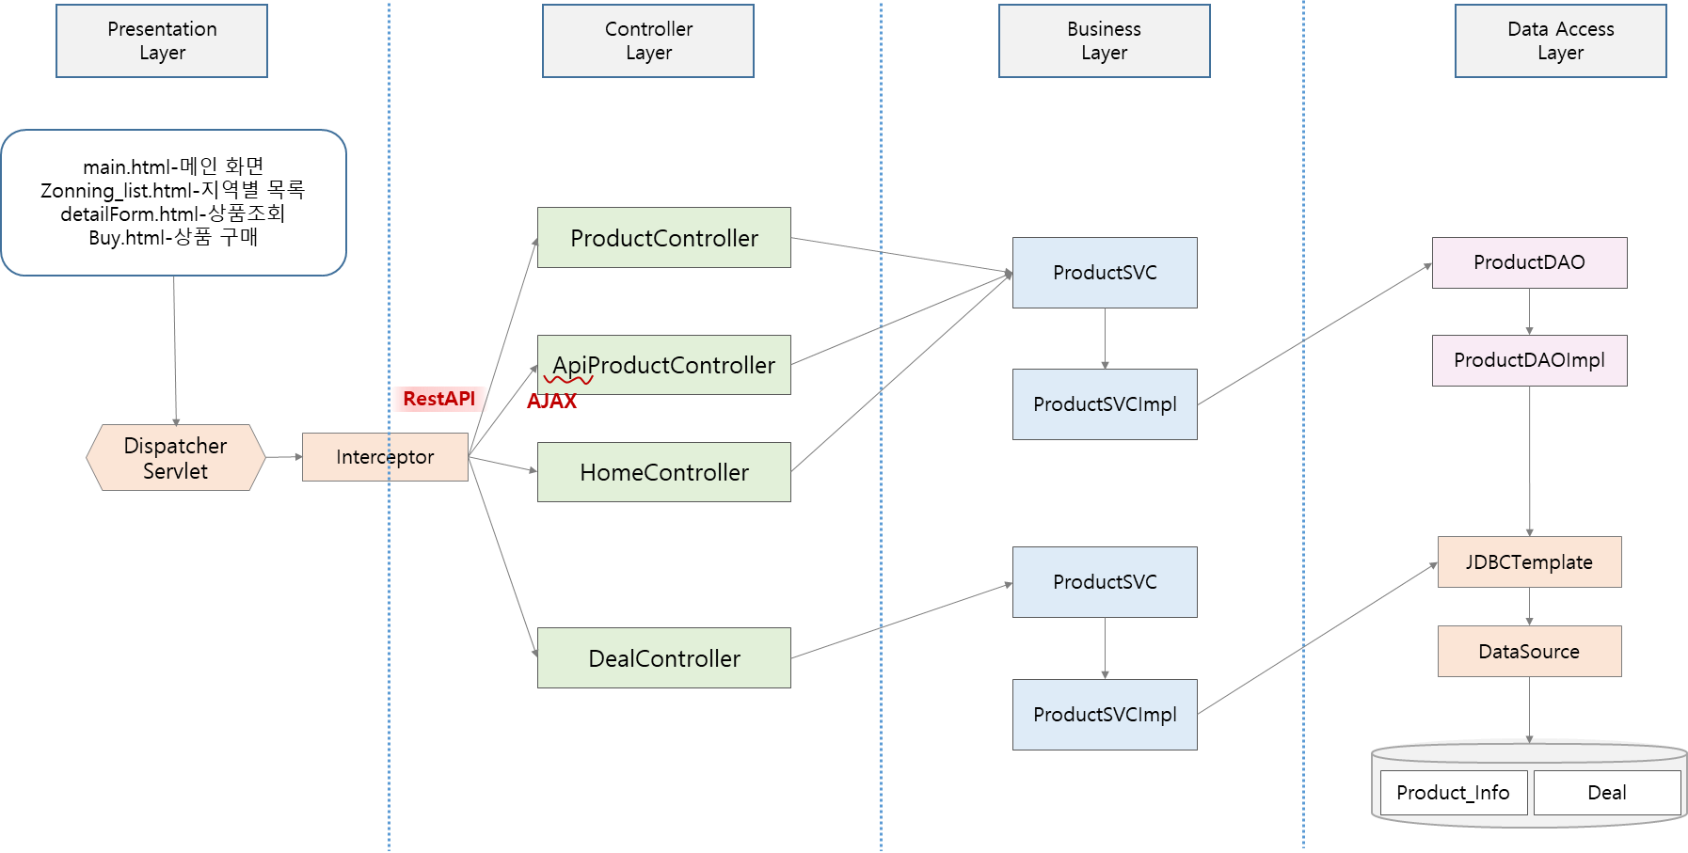 Presentation
Layer
Controller
Layer
Business
Layer
Data Access
Layer
main.html-메인 화면
Zonning_list.html-지역별 목록
detailForm.html-상품조회
Buy.html-상품 구매
Dispatcher
Servlet
Interceptor
RestAPI
AJAX
ProductController
ApiProductController
HomeController
DealController
ProductSVC
ProductSVCImpl
ProductSVC
ProductSVCImpl
ProductDAO
ProductDAOImpl
JDBCTemplate
DataSource
Product_Info
Deal